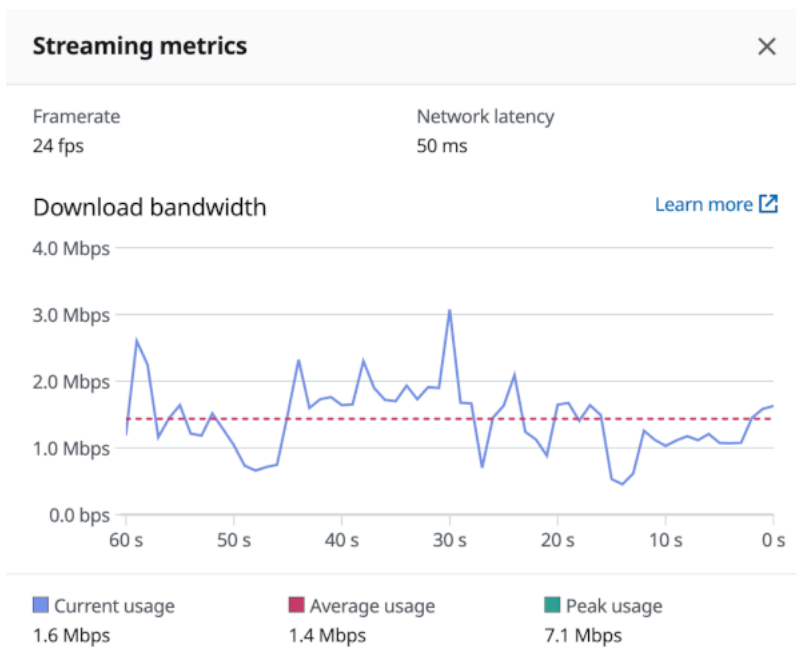 Streaming metrics
Framerate
24 fps
Network latency
50 ms
Download bandwidth
Learn more
4.0 Mbps
3.0 Mbps
2.0 Mbps
1.0 Mbps
0.0 bps
60 s 50 s 40 s 30 s 20 s 10 s 0 s
Current usage
1.6 Mbps
Average usage
1.4 Mbps
Peak usage
7.1 Mbps